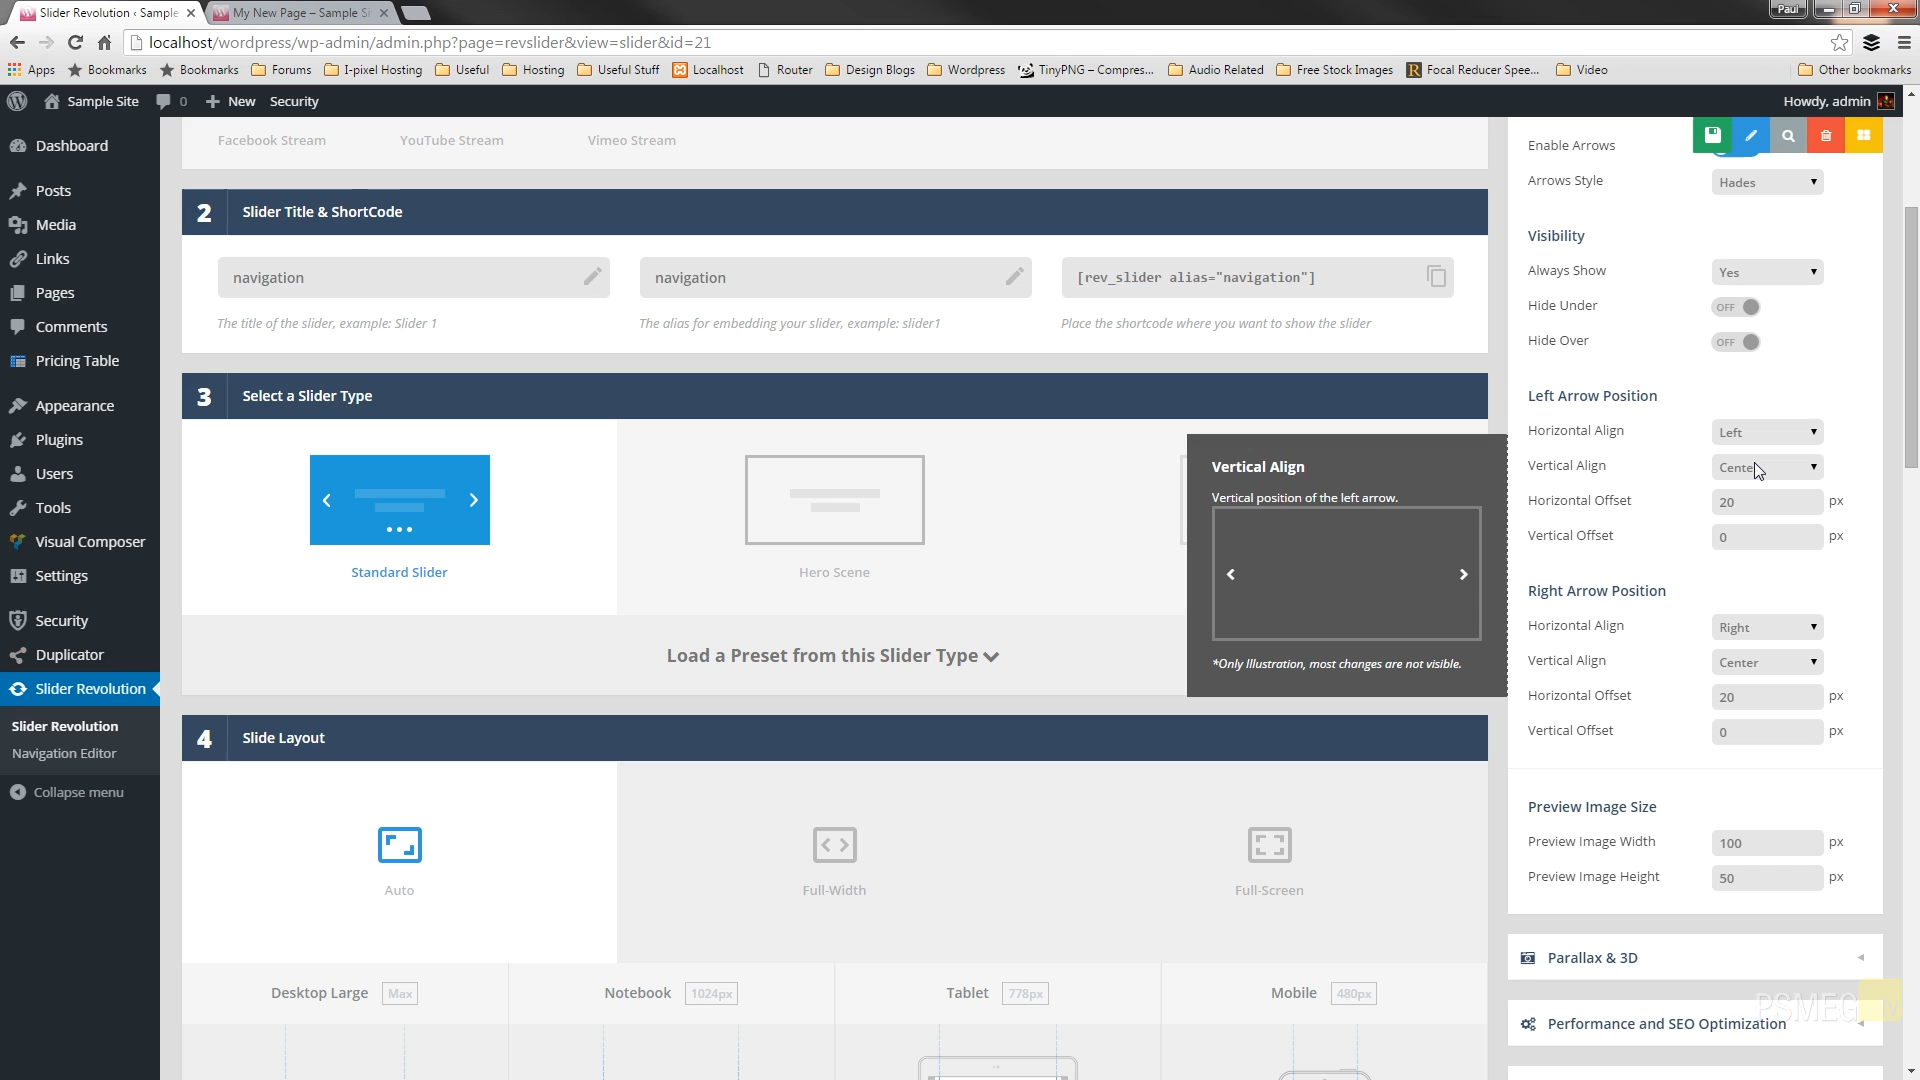 Slider Revolution ‹ Sample
My New Page – Sample Si
Paul
localhost/wordpress/wp-admin/admin.php?page=revslider&view=slider&id=21
Apps Bookmarks Bookmarks Forums I-pixel Hosting Useful Hosting Useful Stuff Localhost Router Design Blogs Wordpress TinyPNG – Compres... Audio Related Free Stock Images Focal Reducer Spee... Video Other bookmarks
Sample Site 0 New Security Howdy, admin
Dashboard
Posts
Media
Links
Pages
Comments
Pricing Table
Appearance
Plugins
Users
Tools
Visual Composer
Settings
Security
Duplicator
Slider Revolution
Slider Revolution
Navigation Editor
Collapse menu
Facebook Stream YouTube Stream Vimeo Stream
2 Slider Title & ShortCode
navigation navigation [rev_slider alias="navigation"]
The title of the slider, example: Slider 1 The alias for embedding your slider, example: slider1 Place the shortcode where you want to show the slider
3 Select a Slider Type
Standard Slider Hero Scene
Load a Preset from this Slider Type
Vertical Align
Vertical position of the left arrow.
*Only Illustration, most changes are not visible.
4 Slide Layout
Auto Full-Width Full-Screen
Desktop Large Max Notebook 1024px Tablet 778px Mobile 480px
Enable Arrows
Arrows Style Hades
Visibility
Always Show Yes
Hide Under OFF
Hide Over OFF
Left Arrow Position
Horizontal Align Left
Vertical Align Center
Horizontal Offset 20 px
Vertical Offset 0 px
Right Arrow Position
Horizontal Align Right
Vertical Align Center
Horizontal Offset 20 px
Vertical Offset 0 px
Preview Image Size
Preview Image Width 100 px
Preview Image Height 50 px
Parallax & 3D
PSMEG
Performance and SEO Optimization